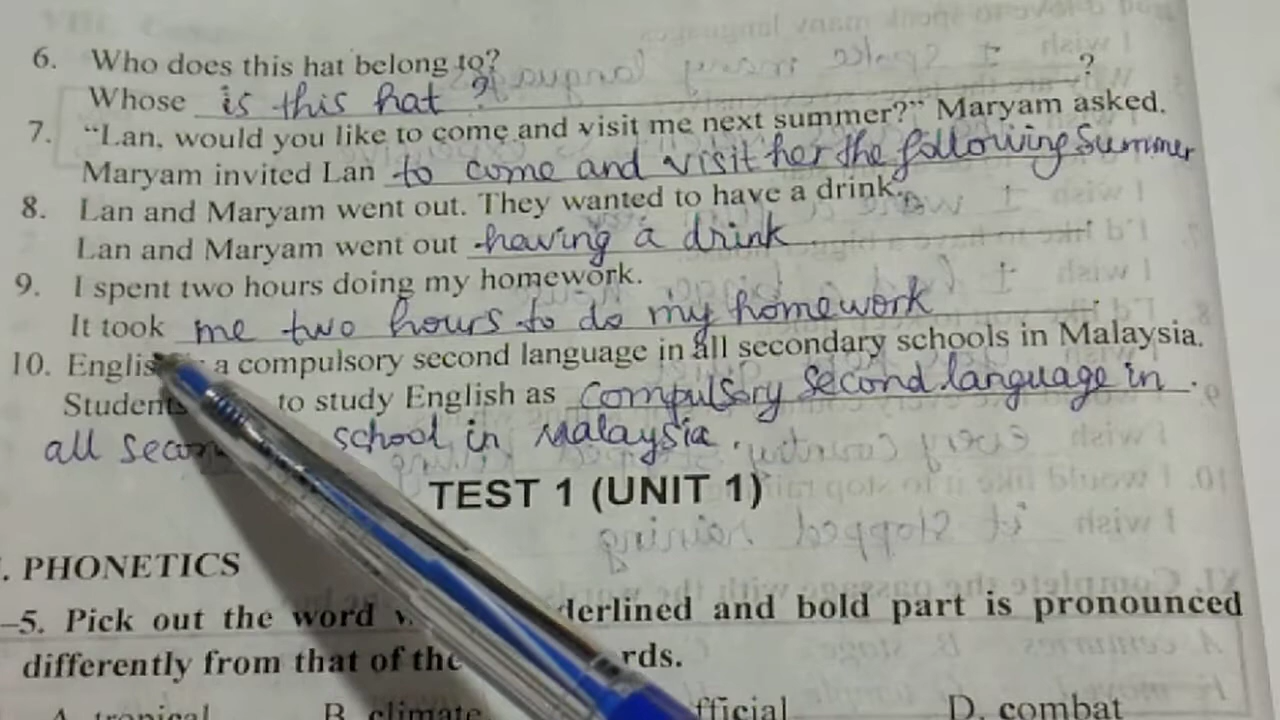 6. Who does this hat belong to?
Whose is this hat ? ?
7. “Lan, would you like to come and visit me next summer?” Maryam asked.
Maryam invited Lan to come and visit her the following Summer
8. Lan and Maryam went out. They wanted to have a drink.
Lan and Maryam went out having a drink
9. I spent two hours doing my homework.
It took me two hours to do my homework.
10. a compulsory second language in all secondary schools in Malaysia.
Students to study English as compulsory second language in.
all school in Malaysia.
TEST 1 (UNIT 1)
. PHONETICS
–5. Pick out the word and bold part is pronounced
differently from that of the
A. tropical B. climate D. combat